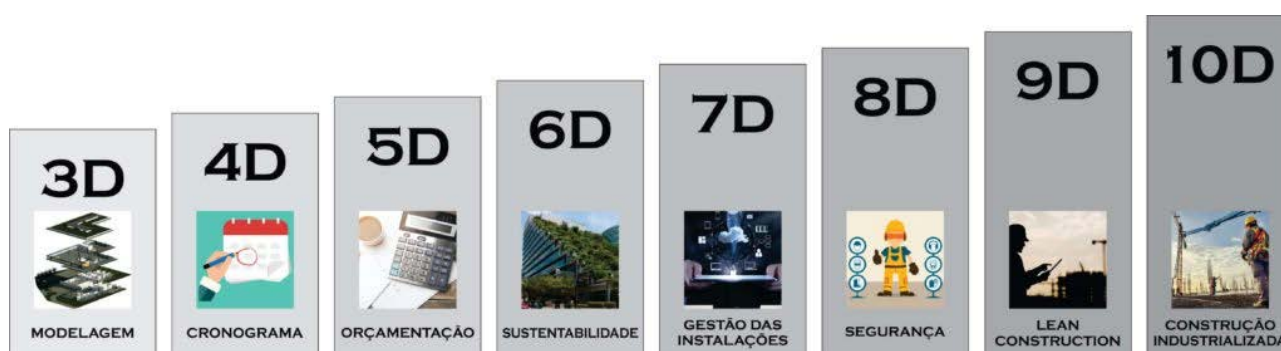 3D
MODELAGEM
4D
CRONOGRAMA
5D
ORÇAMENTAÇÃO
6D
SUSTENTABILIDADE
7D
GESTÃO DAS
INSTALAÇÕES
8D
SEGURANÇA
9D
LEAN
CONSTRUCTION
10D
CONSTRUÇÃO
INDUSTRIALIZADA